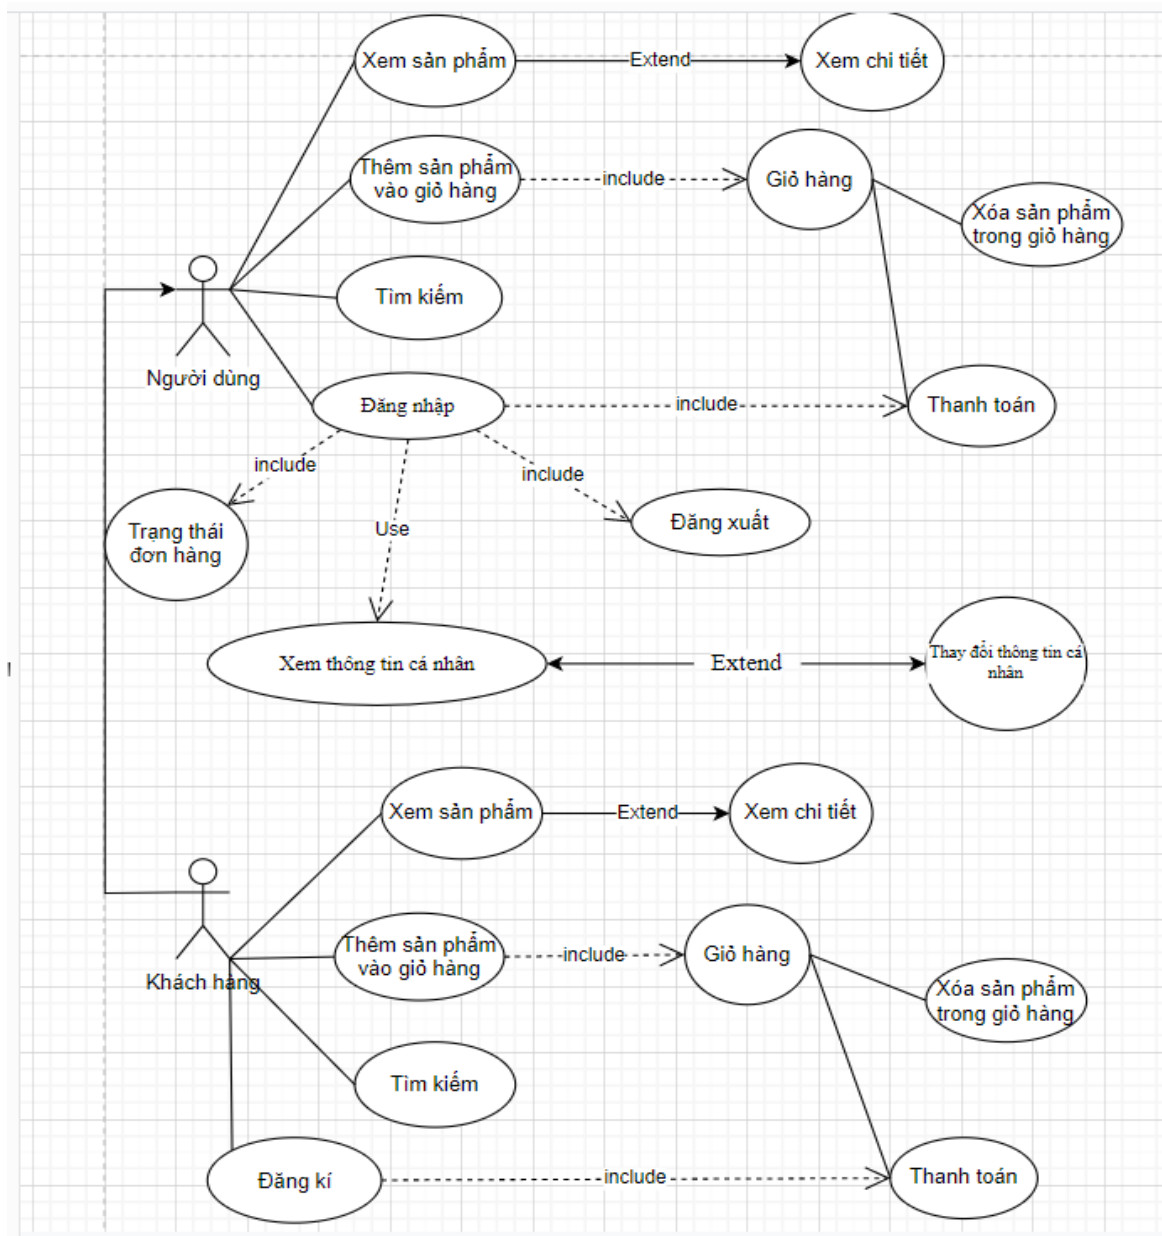 Xem sản phẩm
Extend
Xem chi tiết
Thêm sản phẩm
vào giỏ hàng
include
Giỏ hàng
Xóa sản phẩm
trong giỏ hàng
Tìm kiếm
Người dùng
Đăng nhập
include
Thanh toán
include
Use
include
Trạng thái
đơn hàng
Đăng xuất
Xem thông tin cá nhân
Extend
Thay đổi thông tin cá
nhân
Xem sản phẩm
Extend
Xem chi tiết
Khách hàng
Thêm sản phẩm
vào giỏ hàng
include
Giỏ hàng
Xóa sản phẩm
trong giỏ hàng
Tìm kiếm
Đăng kí
include
Thanh toán